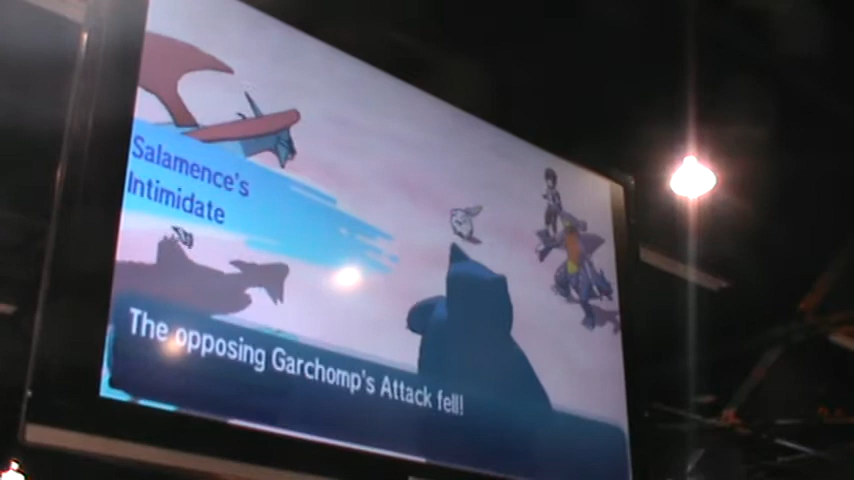 Salamence's
Intimidate
The opposing Garchomp's Attack fell!